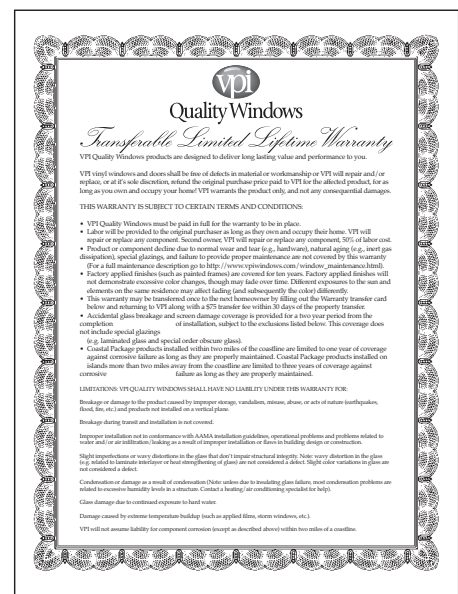 vpi
Quality Windows
Transferable Limited Lifetime Warranty
VPI Quality Windows products are designed to deliver long lasting value and performance to you.
VPI vinyl windows and doors shall be free of defects in material or workmanship or VPI will repair and/or
replace, or at it's sole discretion, refund the original purchase price paid to VPI for the affected product, for as
long as you own and occupy your home! VPI warrants the product only, and not any consequential damages.
THIS WARRANTY IS SUBJECT TO CERTAIN TERMS AND CONDITIONS:
• VPI Quality Windows must be paid in full for the warranty to be in place.
• Labor will be provided to the original purchaser as long as they own and occupy their home. VPI will
repair or replace any component. Second owner, VPI will repair or replace any component, 50% of labor cost.
• Product or component decline due to normal wear and tear (e.g., hardware), natural aging (e.g., inert gas
dissipation), special glazings, and failure to provide proper maintenance are not covered by this warranty
(For a full maintenance description go to http://www.vpiwindows.com/window_maintenance.html).
• Factory applied finishes (such as painted frames) are covered for ten years. Factory applied finishes will
not demonstrate excessive color changes, though may fade over time. Different exposures to the sun and
elements on the same residence may affect fading (and subsequently the color) differently.
• This warranty may be transferred once to the next homeowner by filling out the Warranty transfer card
below and returning to VPI along with a $75 transfer fee within 30 days of the property transfer.
• Accidental glass breakage and screen damage coverage is provided for a two year period from the
completion of installation, subject to the exclusions listed below. This coverage does
not include special glazings
(e.g. laminated glass and special order obscure glass).
• Coastal Package products installed within two miles of the coastline are limited to one year of coverage
against corrosive failure as long as they are properly maintained. Coastal Package products installed on
islands more than two miles away from the coastline are limited to three years of coverage against
corrosive failure as long as they are properly maintained.
LIMITATIONS: VPI QUALITY WINDOWS SHALL HAVE NO LIABILITY UNDER THIS WARRANTY FOR:
Breakage or damage to the product caused by improper storage, vandalism, misuse, abuse, or acts of nature (earthquakes,
flood, fire, etc.) and products not installed on a vertical plane.
Breakage during transit and installation is not covered.
Improper installation not in conformance with AAMA installation guidelines, operational problems and problems related to
water and/or air infiltration/leaking as a result of improper installation or flaws in building design or construction.
Slight imperfections or wavy distortions in the glass that don't impair structural integrity. Note: wavy distortion in the glass
(e.g. related to laminate interlayer or heat strengthening of glass) are not considered a defect. Slight color variations in glass are
not considered a defect.
Condensation or damage as a result of condensation (Note: unless due to insulating glass failure, most condensation problems are
related to excessive humidity levels in a structure. Contact a heating/air conditioning specialist for help).
Glass damage due to continued exposure to hard water.
Damage caused by extreme temperature buildup (such as applied films, storm windows, etc.).
VPI will not assume liability for component corrosion (except as described above) within two miles of a coastline.